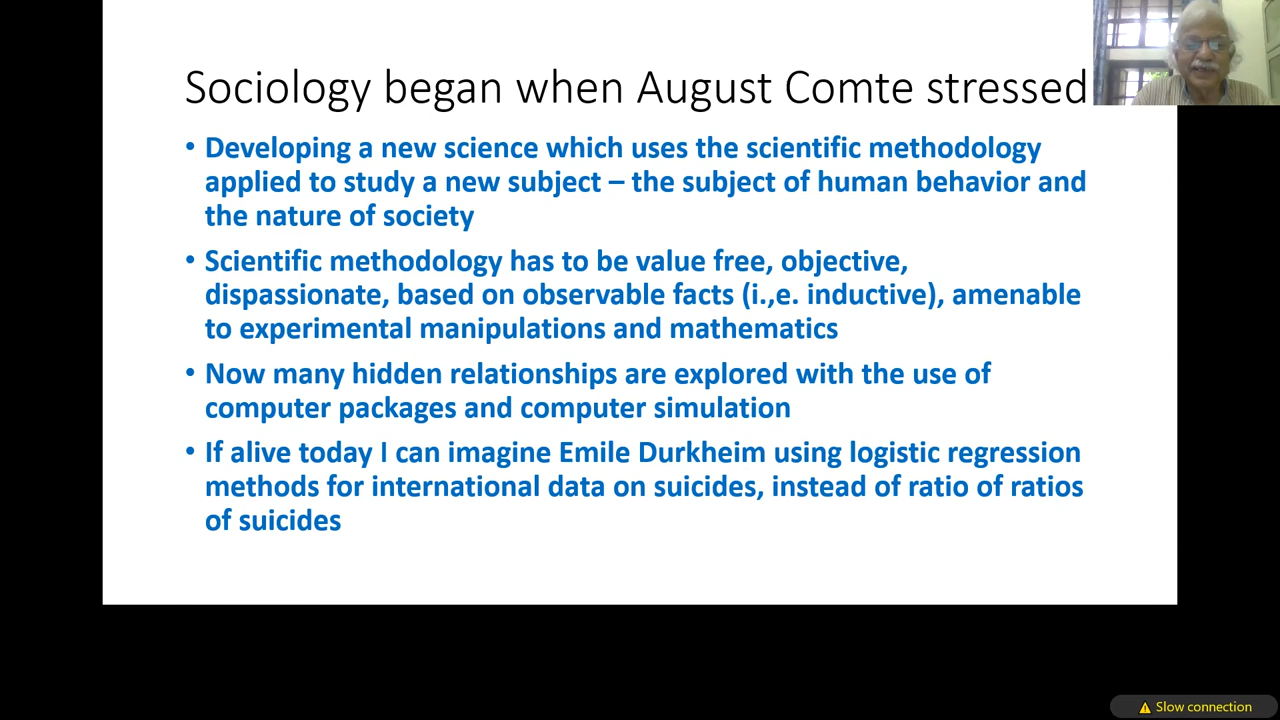 Sociology began when August Comte stressed
• Developing a new science which uses the scientific methodology
applied to study a new subject – the subject of human behavior and
the nature of society
• Scientific methodology has to be value free, objective,
dispassionate, based on observable facts (i.,e. inductive), amenable
to experimental manipulations and mathematics
• Now many hidden relationships are explored with the use of
computer packages and computer simulation
• If alive today I can imagine Emile Durkheim using logistic regression
methods for international data on suicides, instead of ratio of ratios
of suicides
Slow connection